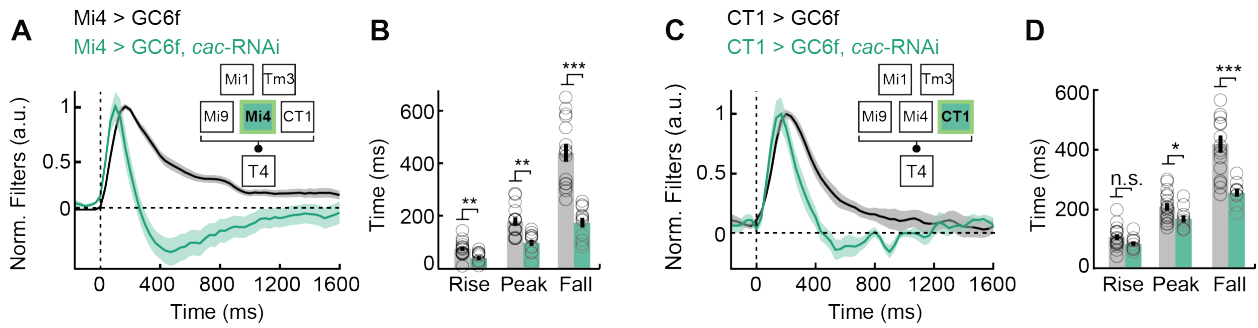 A
Mi4 > GC6f
Mi4 > GC6f, cac-RNAi
Norm. Filters (a.u.)
1
0.5
0
0 400 800 1200 1600
Time (ms)
Mi1 Tm3
Mi9 Mi4 CT1
T4
B
Time (ms)
600
400
200
0
** ** ***
Rise Peak Fall
C
CT1 > GC6f
CT1 > GC6f, cac-RNAi
Norm. Filters (a.u.)
1
0.5
0
0 400 800 1200 1600
Time (ms)
Mi1 Tm3
Mi9 Mi4 CT1
T4
D
Time (ms)
600
400
200
0
n.s. * ***
Rise Peak Fall